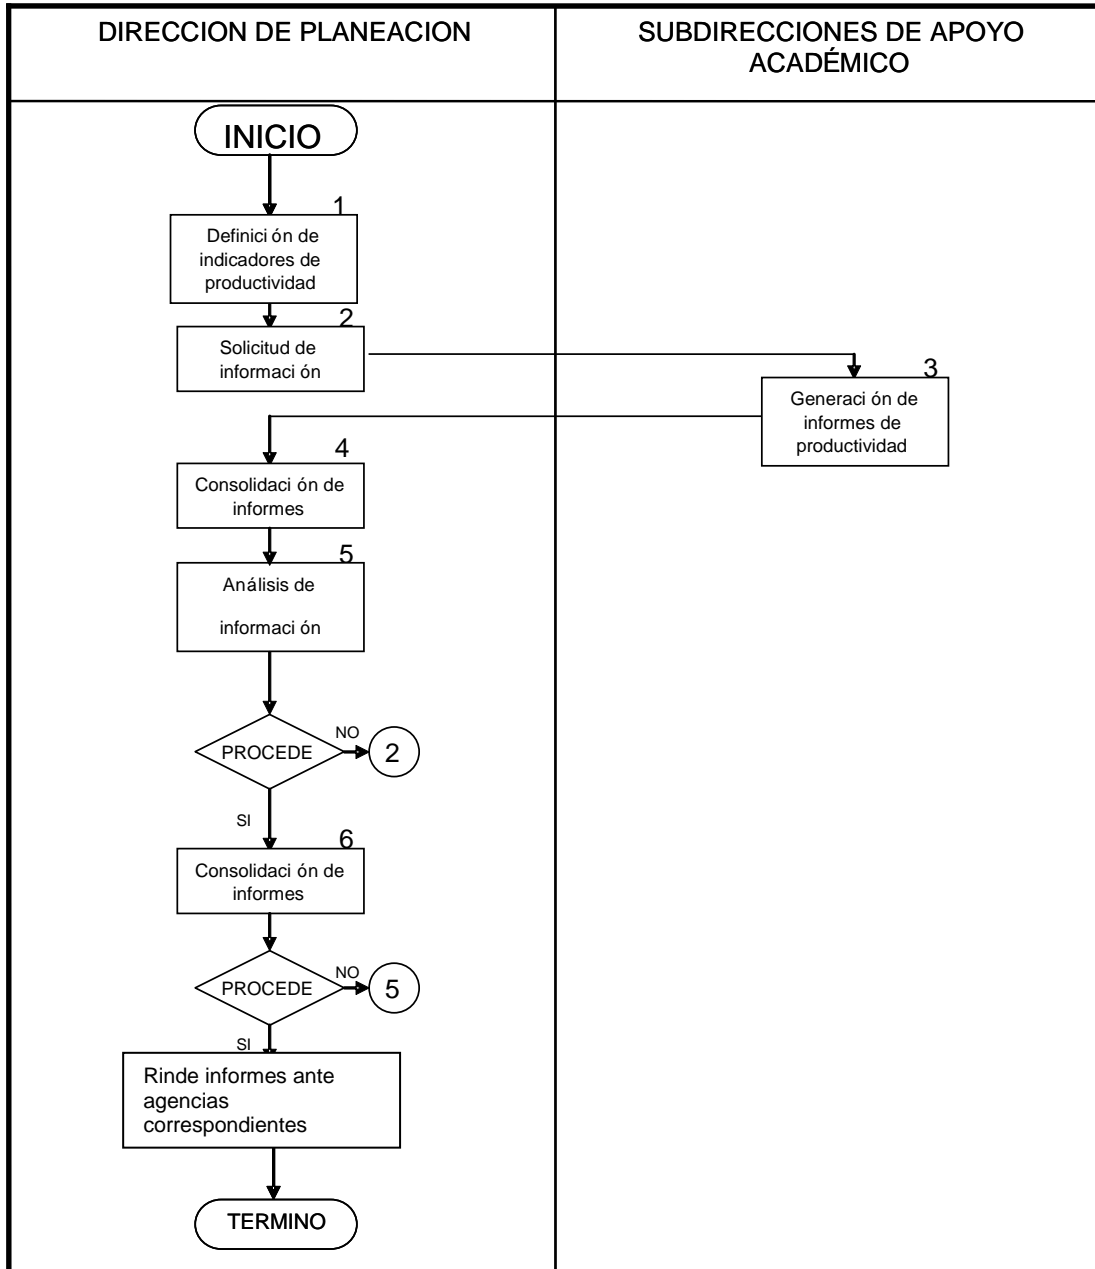 DIRECCION DE PLANEACION
SUBDIRECCIONES DE APOYO
ACADÉMICO
INICIO
1
Definici ón de
indicadores de
productividad
2
Solicitud de
informaci ón
3
Generaci ón de
informes de
productividad
4
Consolidaci ón de
informes
5
Análisis de
informaci ón
PROCEDE
NO
2
SI
6
Consolidaci ón de
informes
PROCEDE
NO
5
SI
Rinde informes ante
agencias
correspondientes
TERMINO